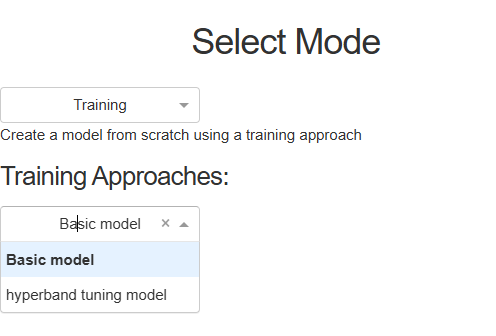 Select Mode
Training
Create a model from scratch using a training approach
Training Approaches:
Basic model ×
Basic model
hyperband tuning model